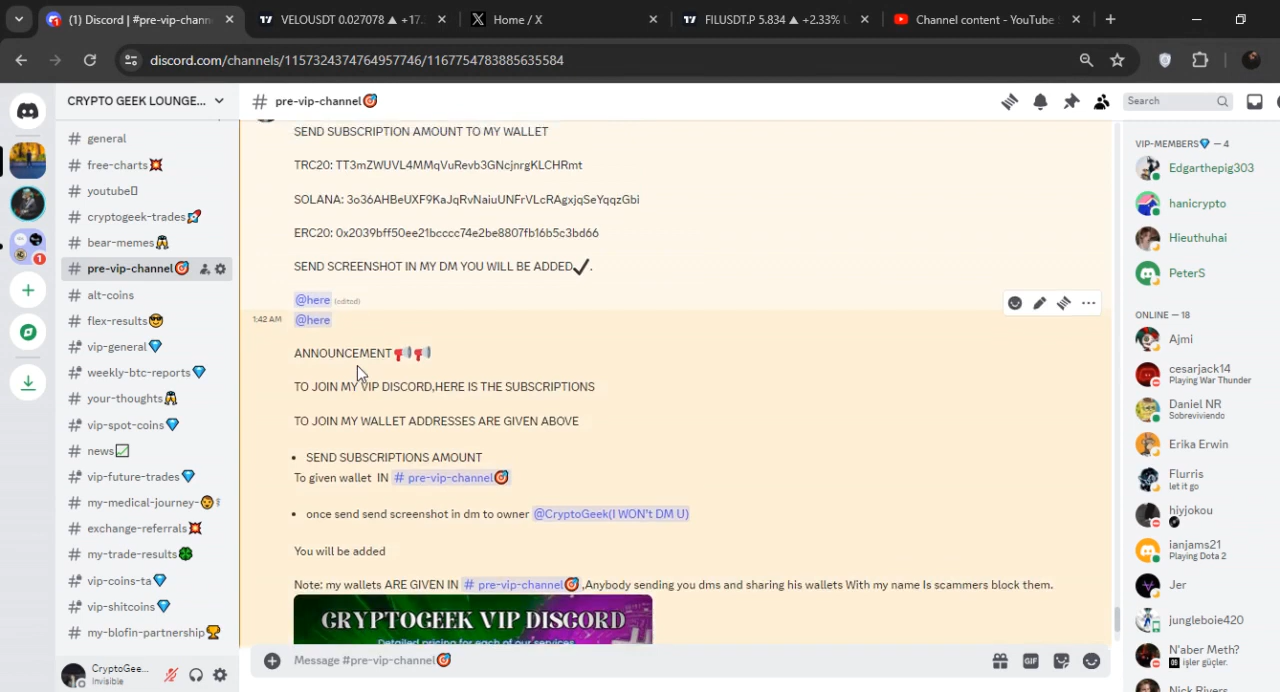 (1) Discord | #pre-vip-chann
VELOUSDT 0.027078 ▲ +17.
Home / X
FILUSDT.P 5.834 ▲ +2.33%
Channel content - YouTube
discord.com/channels/1157324374764957746/1167754783885635584
CRYPTO GEEK LOUNGE...
# pre-vip-channel🎯
Search
# general
# free-charts💥
# youtube▯
# cryptogeek-trades🚀
# bear-memes
# pre-vip-channel🎯
# alt-coins
# flex-results😎
# vip-general💎
# weekly-btc-reports💎
# your-thoughts
# vip-spot-coins💎
# news✅
# vip-future-trades💎
# my-medical-journey-
# exchange-referrals💥
# my-trade-results🍀
# vip-coins-ta💎
# vip-shitcoins💎
# my-blofin-partnership🏆
CryptoGee...
Invisible
1
SEND SUBSCRIPTION AMOUNT TO MY WALLET
TRC20: TT3mZWUVL4MMqVuRevb3GNcjnrgKLCHRmt
SOLANA: 3o36AHBeUXF9KaJqRvNaiuUNFrVLcRAgxjqSeYqqzGbi
ERC20: 0x2039bff50ee21bcccc74e2be8807fb16b5c3bd66
SEND SCREENSHOT IN MY DM YOU WILL BE ADDED✔.
@here (edited)
1:42 AM @here
ANNOUNCEMENT📢📢
TO JOIN MY VIP DISCORD,HERE IS THE SUBSCRIPTIONS
TO JOIN MY WALLET ADDRESSES ARE GIVEN ABOVE
• SEND SUBSCRIPTIONS AMOUNT
To given wallet IN # pre-vip-channel🎯
• once send send screenshot in dm to owner @CryptoGeek(I WON't DM U)
You will be added
Note: my wallets ARE GIVEN IN # pre-vip-channel🎯,Anybody sending you dms and sharing his wallets With my name Is scammers block them.
CRYPTOGEEK VIP DISCORD
Detailed pricing for each of our services
Message #pre-vip-channel🎯
GIF
VIP-MEMBERS💎 — 4
Edgarthepig303
hanicrypto
Hieuthuhai
PeterS
ONLINE — 18
Ajmi
cesarjack14
Playing War Thunder
Daniel NR
Sobreviviendo
Erika Erwin
Flurris
let it go
hiyjokou
ianjams21
Playing Dota 2
Jer
jungleboie420
N'aber Meth?
işler güçler.
Nick Rivers